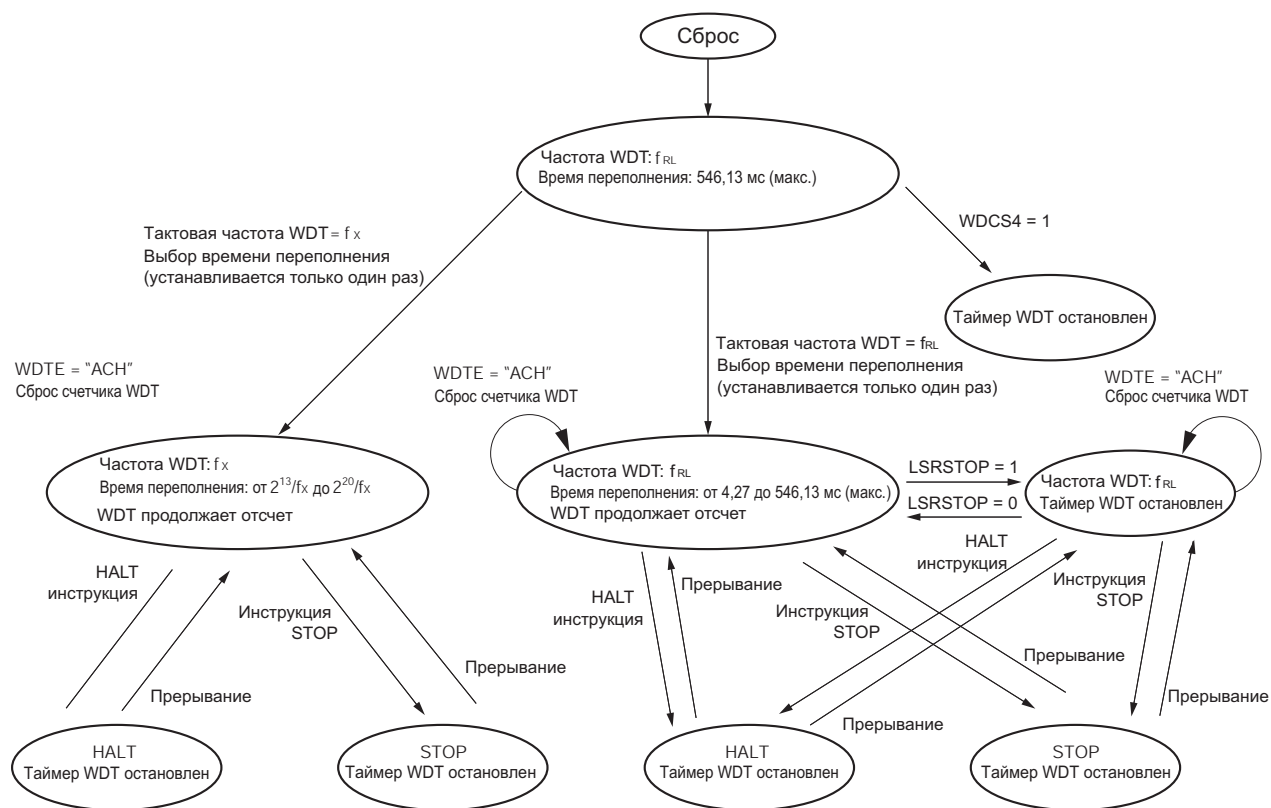 Сброс
Частота WDT: fRL
Время переполнения: 546,13 мс (макс.)
Тактовая частота WDT = fX
Выбор времени переполнения
(устанавливается только один раз)
WDCS4 = 1
Таймер WDT остановлен
Тактовая частота WDT = fRL
Выбор времени переполнения
(устанавливается только один раз)
WDTE = "ACH"
Сброс счетчика WDT
WDTE = "ACH"
Сброс счетчика WDT
WDTE = "ACH"
Сброс счетчика WDT
Частота WDT: fX
Время переполнения: от 2^13/fX до 2^20/fX
WDT продолжает отсчет
Частота WDT: fRL
Время переполнения: от 4,27 до 546,13 мс (макс.)
WDT продолжает отсчет
LSRSTOP = 1
LSRSTOP = 0
Частота WDT: fRL
Таймер WDT остановлен
HALT
инструкция
Прерывание
Инструкция
STOP
Прерывание
HALT
инструкция
Прерывание
Инструкция
STOP
Прерывание
HALT
инструкция
Прерывание
Инструкция
STOP
Прерывание
HALT
Таймер WDT остановлен
STOP
Таймер WDT остановлен
HALT
Таймер WDT остановлен
STOP
Таймер WDT остановлен